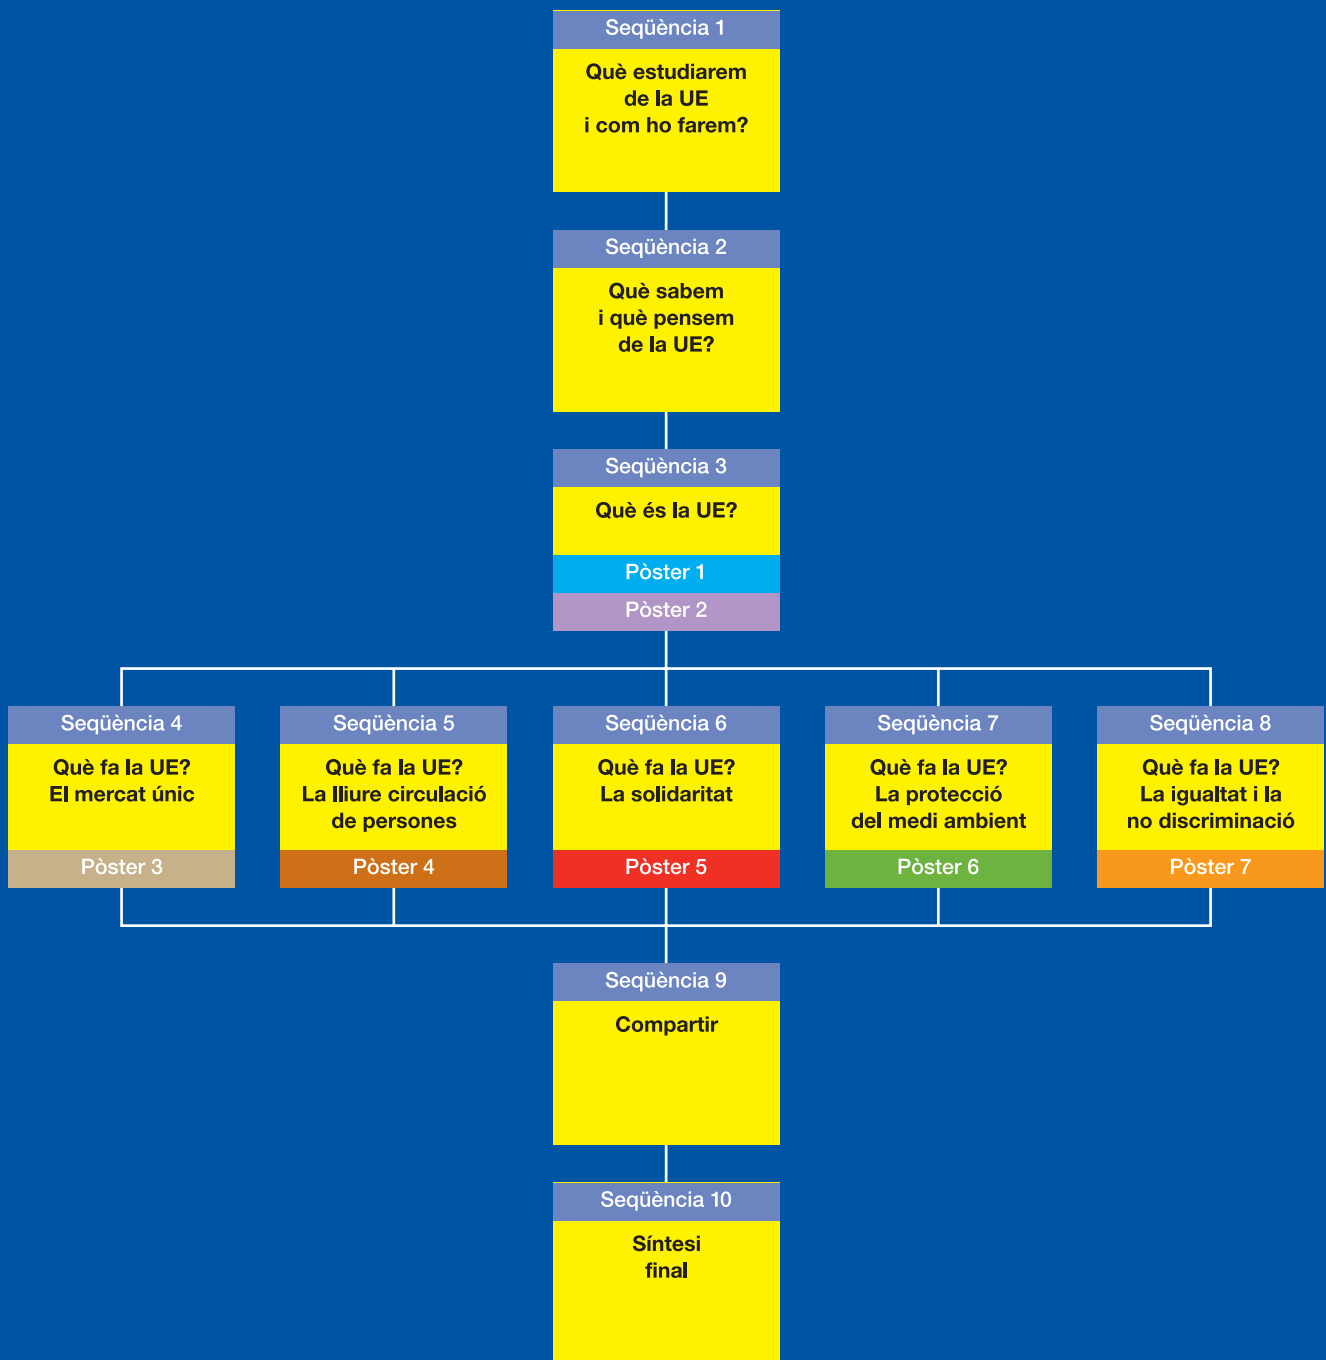 Seqüència 1
Què estudiarem
de la UE
i com ho farem?
Seqüència 2
Què sabem
i què pensem
de la UE?
Seqüència 3
Què és la UE?
Pòster 1
Pòster 2
Seqüència 4
Què fa la UE?
El mercat únic
Pòster 3
Seqüència 5
Què fa la UE?
La lliure circulació
de persones
Pòster 4
Seqüència 6
Què fa la UE?
La solidaritat
Pòster 5
Seqüència 7
Què fa la UE?
La protecció
del medi ambient
Pòster 6
Seqüència 8
Què fa la UE?
La igualtat i la
no discriminació
Pòster 7
Seqüència 9
Compartir
Seqüència 10
Síntesi
final